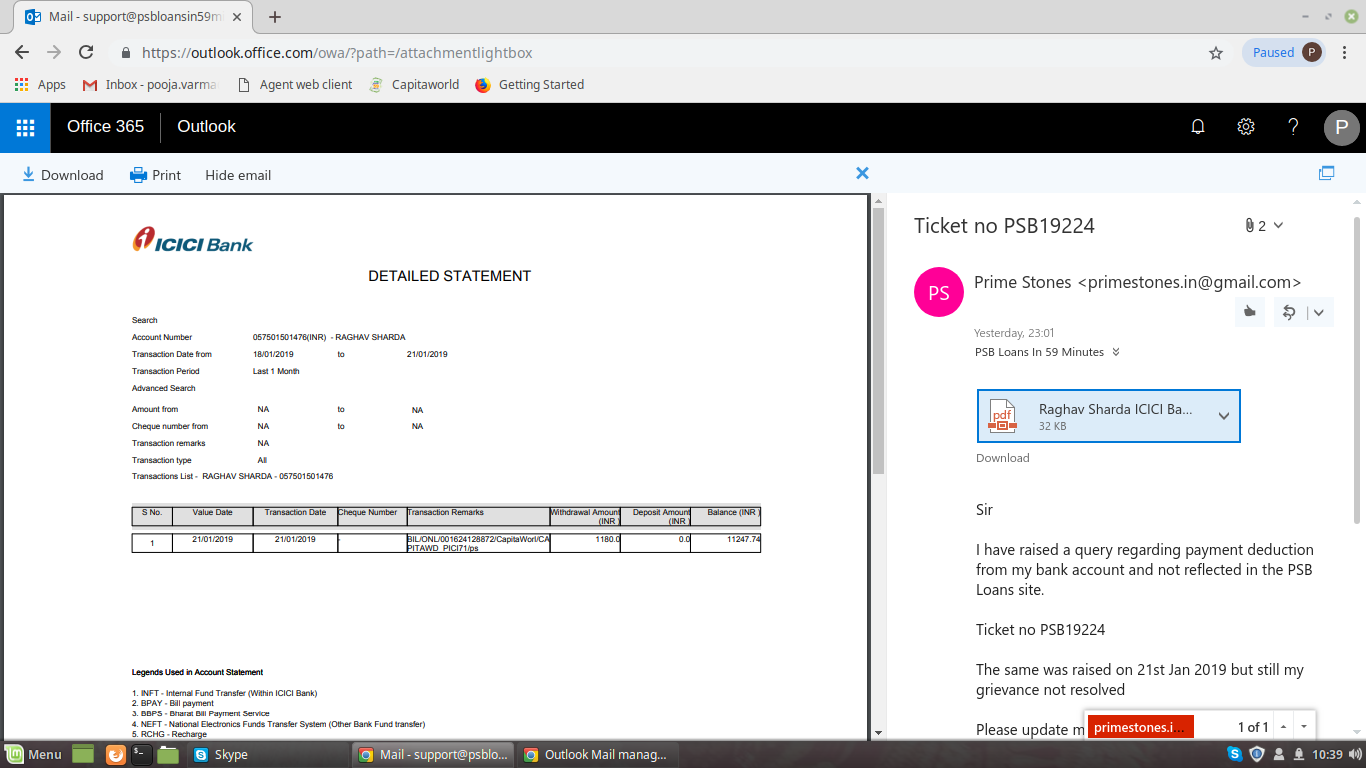 Mail - support@psbloansin59m
https://outlook.office.com/owa/?path=/attachmentlightbox
Paused P
Apps Inbox - pooja.varma Agent web client Capitaworld Getting Started
Office 365 Outlook ? P
Download Print Hide email
ICICI Bank
DETAILED STATEMENT
Search
Account Number 057501501476(INR) - RAGHAV SHARDA
Transaction Date from 18/01/2019 to 21/01/2019
Transaction Period Last 1 Month
Advanced Search
Amount from NA to NA
Cheque number from NA to NA
Transaction remarks NA
Transaction type All
Transactions List - RAGHAV SHARDA - 057501501476
S No. Value Date Transaction Date Cheque Number Transaction Remarks Withdrawal Amount (INR ) Deposit Amount (INR ) Balance (INR )
1 21/01/2019 21/01/2019 - BIL/ONL/001624128872/CapitaWorl/CA 1180.0 0.0 11247.74
PITAWD_PICI71/ps
Legends Used in Account Statement
1. INFT - Internal Fund Transfer (Within ICICI Bank)
2. BPAY - Bill payment
3. BBPS - Bharat Bill Payment Service
4. NEFT - National Electronics Funds Transfer System (Other Bank Fund transfer)
5. RCHG - Recharge
Ticket no PSB19224 2
PS
Prime Stones <primestones.in@gmail.com>
Yesterday, 23:01
PSB Loans In 59 Minutes
pdf
Raghav Sharda ICICI Ba...
32 KB
Download
Sir
I have raised a query regarding payment deduction
from my bank account and not reflected in the PSB
Loans site.
Ticket no PSB19224
The same was raised on 21st Jan 2019 but still my
grievance not resolved
Please update m
primestones.i... 1 of 1
Menu Skype Mail - support@psblo... Outlook Mail manag... 10:39